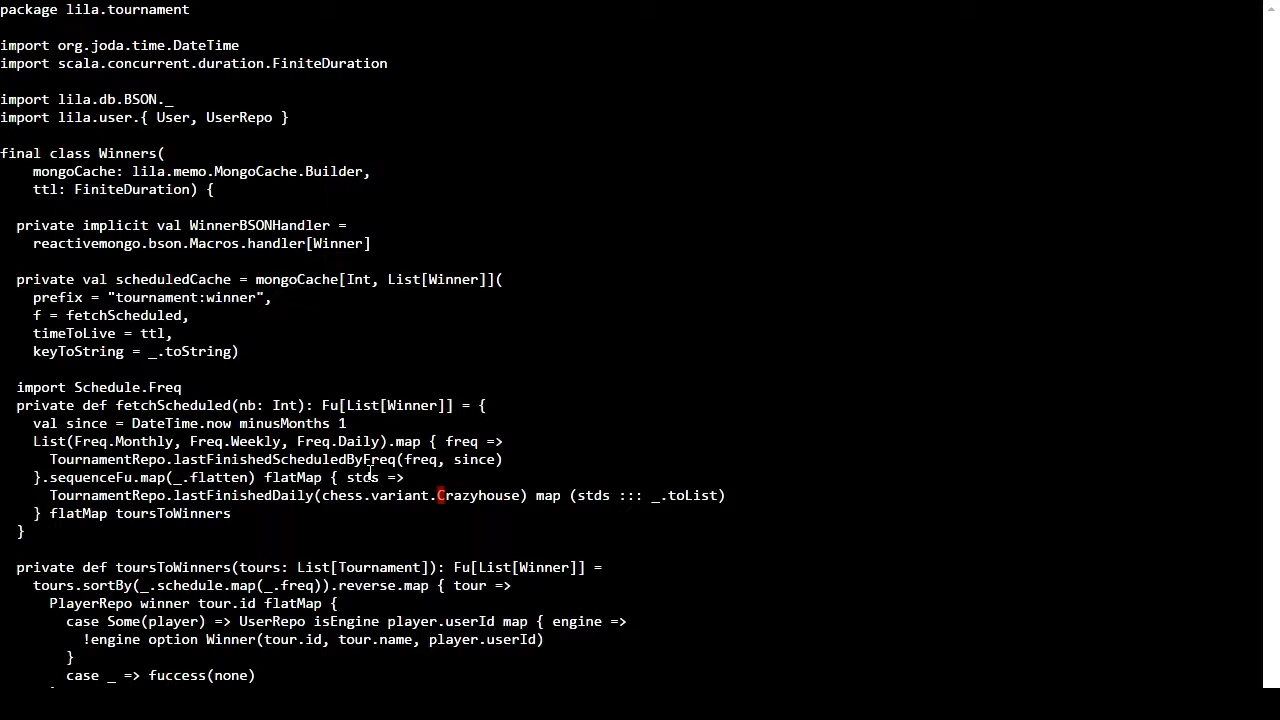 package lila.tournament
import org.joda.time.DateTime
import scala.concurrent.duration.FiniteDuration
import lila.db.BSON._
import lila.user.{ User, UserRepo }
final class Winners(
    mongoCache: lila.memo.MongoCache.Builder,
    ttl: FiniteDuration) {
  private implicit val WinnerBSONHandler =
    reactivemongo.bson.Macros.handler[Winner]
  private val scheduledCache = mongoCache[Int, List[Winner]](
    prefix = "tournament:winner",
    f = fetchScheduled,
    timeToLive = ttl,
    keyToString = _.toString)
  import Schedule.Freq
  private def fetchScheduled(nb: Int): Fu[List[Winner]] = {
    val since = DateTime.now minusMonths 1
    List(Freq.Monthly, Freq.Weekly, Freq.Daily).map { freq =>
      TournamentRepo.lastFinishedScheduledByFreq(freq, since)
    }.sequenceFu.map(_.flatten) flatMap { stds =>
      TournamentRepo.lastFinishedDaily(chess.variant.Crazyhouse) map (stds ::: _.toList)
    } flatMap toursToWinners
  }
  private def toursToWinners(tours: List[Tournament]): Fu[List[Winner]] =
    tours.sortBy(_.schedule.map(_.freq)).reverse.map { tour =>
      PlayerRepo winner tour.id flatMap {
        case Some(player) => UserRepo isEngine player.userId map { engine =>
          !engine option Winner(tour.id, tour.name, player.userId)
        }
        case _ => fuccess(none)